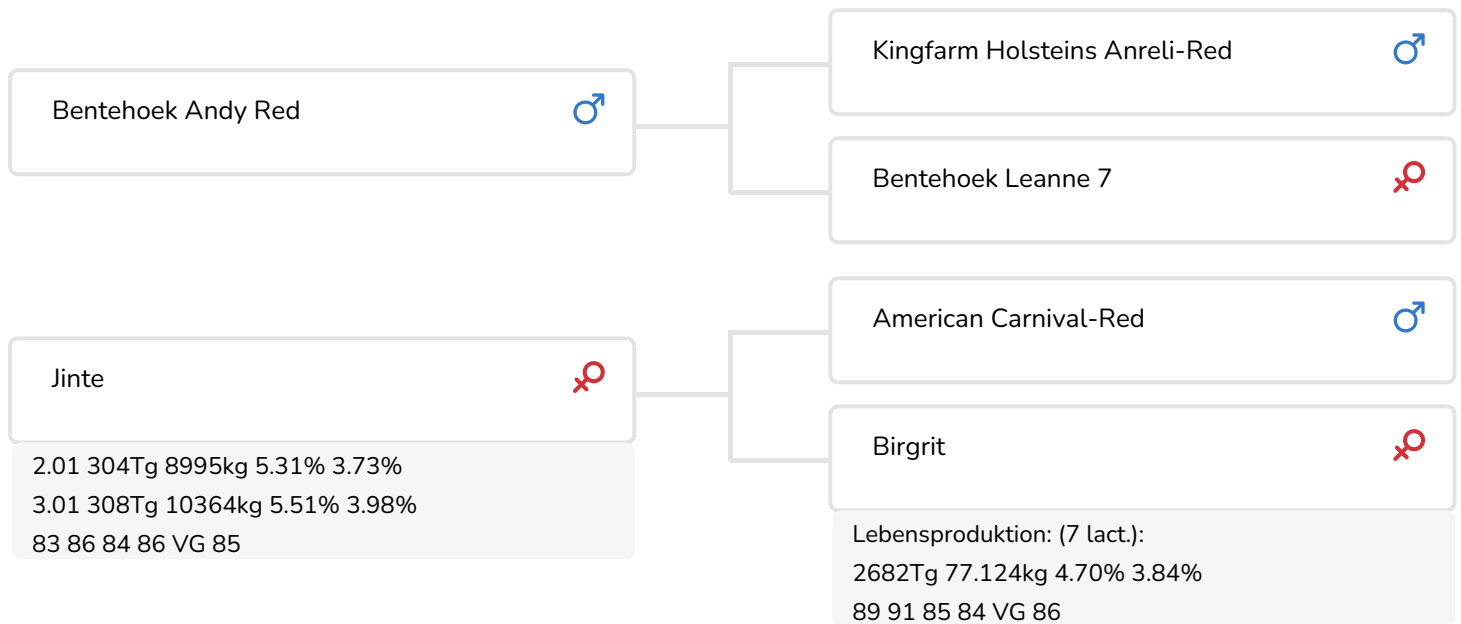 Bentehoek Andy Red
Kingfarm Holsteins Anreli-Red
Bentehoek Leanne 7
Jinte
2.01 304Tg 8995kg 5.31% 3.73%
3.01 308Tg 10364kg 5.51% 3.98%
83 86 84 86 VG 85
American Carnival-Red
Birgrit
Lebensproduktion: (7 lact.):
2682Tg 77.124kg 4.70% 3.84%
89 91 85 84 VG 86